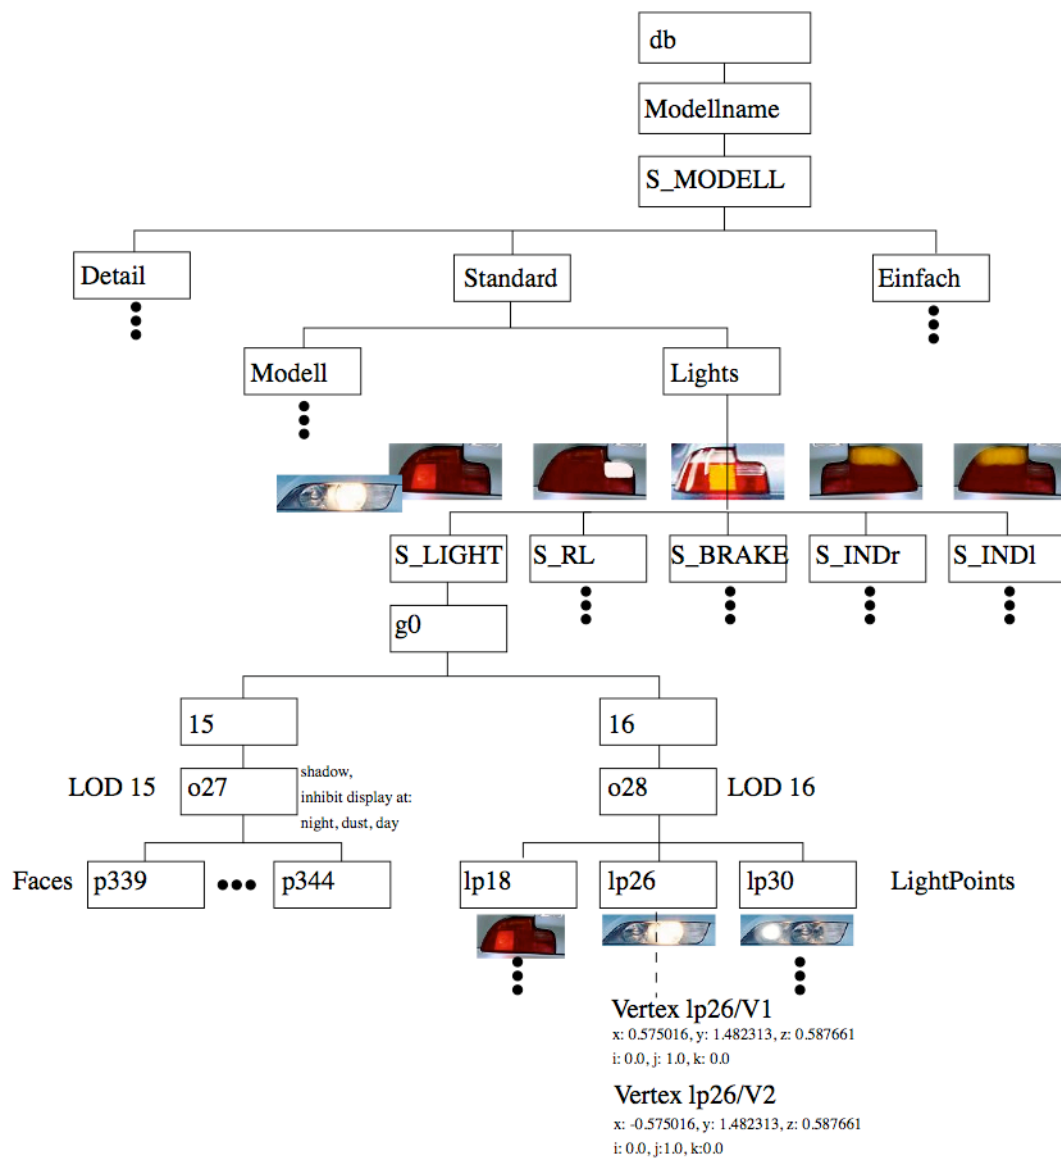 db
Modellname
S_MODELL
Detail
Standard
Einfach
Modell
Lights
S_LIGHT
S_RL
S_BRAKE
S_INDr
S_INDl
g0
15
16
LOD 15
o27
shadow,
inhibit display at:
night, dust, day
o28
LOD 16
Faces
p339
p344
lp18
lp26
lp30
LightPoints
Vertex lp26/V1
x: 0.575016, y: 1.482313, z: 0.587661
i: 0.0, j: 1.0, k: 0.0
Vertex lp26/V2
x: -0.575016, y: 1.482313, z: 0.587661
i: 0.0, j:1.0, k:0.0